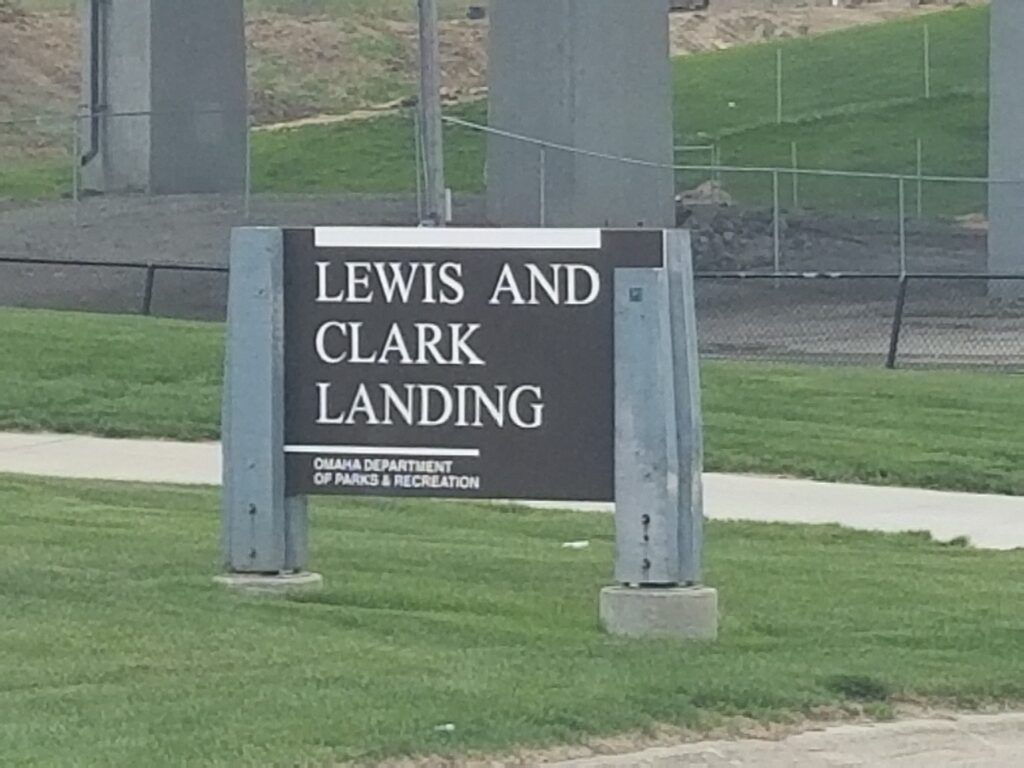 LEWIS AND
CLARK
LANDING
OMAHA DEPARTMENT
OF PARKS & RECREATION